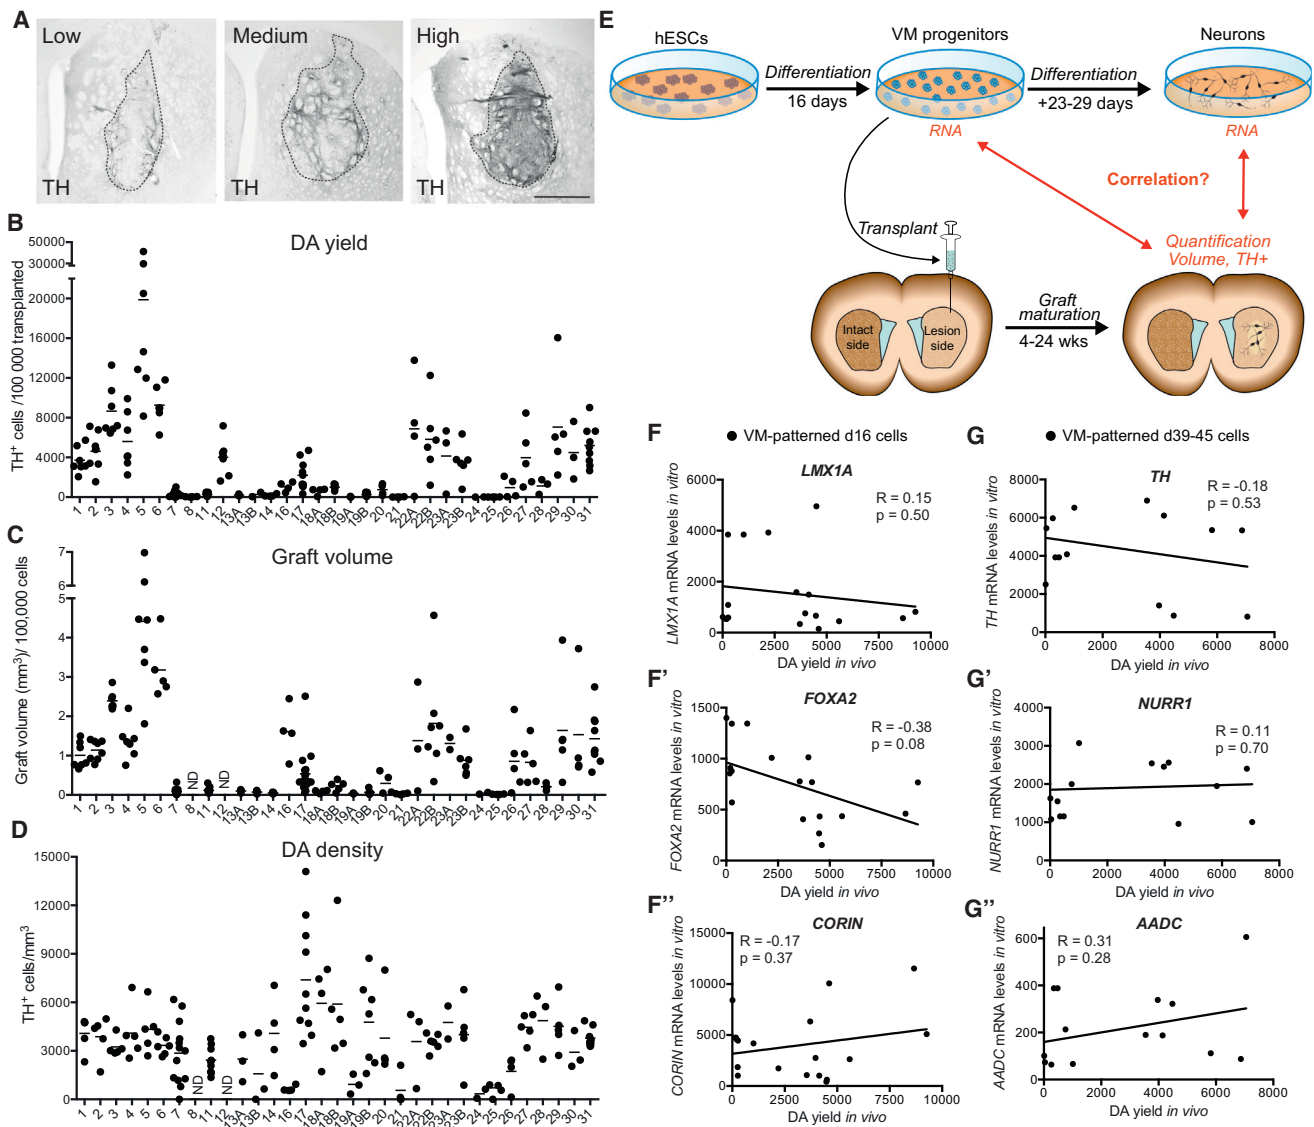 A
Low
Medium
High
TH
TH
TH
B
DA yield
TH+ cells /100 000 transplanted
50000
30000
20000
16000
12000
8000
4000
0
1 2 3 4 5 6 7 8 11 12 13A 13B 14 16 17 18A 18B 19A 19B 20 21 22A 22B 23A 23B 24 25 26 27 28 29 30 31
C
Graft volume
Graft volume (mm3)/ 100,000 cells
7
6
5
4
3
2
1
0
ND
ND
1 2 3 4 5 6 7 8 11 12 13A 13B 14 16 17 18A 18B 19A 19B 20 21 22A 22B 23A 23B 24 25 26 27 28 29 30 31
D
DA density
TH+ cells/mm3
15000
12000
9000
6000
3000
0
ND
ND
1 2 3 4 5 6 7 8 11 12 13A 13B 14 16 17 18A 18B 19A 19B 20 21 22A 22B 23A 23B 24 25 26 27 28 29 30 31
E
hESCs
Differentiation
16 days
VM progenitors
RNA
Differentiation
+23-29 days
Neurons
RNA
Correlation?
Transplant
Quantification
Volume, TH+
Intact
side
Lesion
side
Graft
maturation
4-24 wks
F
VM-patterned d16 cells
LMX1A
R = 0.15
p = 0.50
LMX1A mRNA levels in vitro
6000
4000
2000
0
0 2500 5000 7500 10000
DA yield in vivo
F'
FOXA2
R = -0.38
p = 0.08
FOXA2 mRNA levels in vitro
1500
1000
500
0
0 2500 5000 7500 10000
DA yield in vivo
F''
CORIN
R = -0.17
p = 0.37
CORIN mRNA levels in vitro
15000
10000
5000
0
0 2500 5000 7500 10000
DA yield in vivo
G
VM-patterned d39-45 cells
TH
R = -0.18
p = 0.53
TH mRNA levels in vitro
8000
6000
4000
2000
0
0 2000 4000 6000 8000
DA yield in vivo
G'
NURR1
R = 0.11
p = 0.70
NURR1 mRNA levels in vitro
4000
3000
2000
1000
0
0 2000 4000 6000 8000
DA yield in vivo
G''
AADC
R = 0.31
p = 0.28
AADC mRNA levels in vitro
600
400
200
0
0 2000 4000 6000 8000
DA yield in vivo